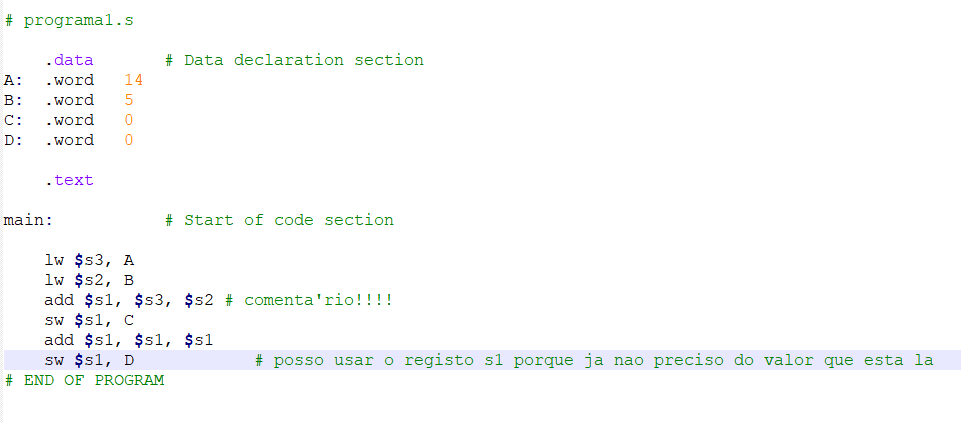 # programa1.s
.data # Data declaration section
A: .word 14
B: .word 5
C: .word 0
D: .word 0
.text
main: # Start of code section
lw $s3, A
lw $s2, B
add $s1, $s3, $s2 # comenta'rio!!!!
sw $s1, C
add $s1, $s1, $s1
sw $s1, D # posso usar o registo s1 porque ja nao preciso do valor que esta la
# END OF PROGRAM